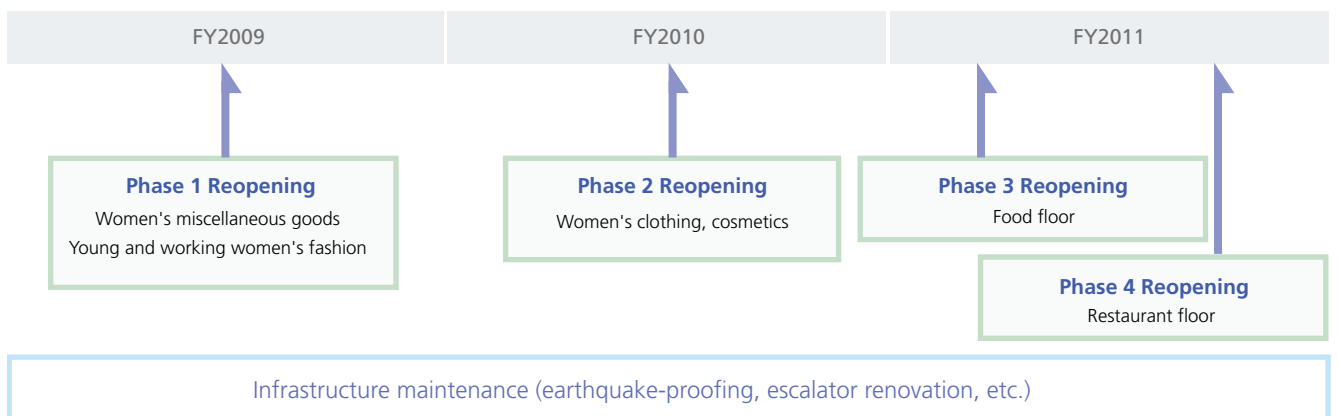 FY2009
FY2010
FY2011
Phase 1 Reopening
Women's miscellaneous goods
Young and working women's fashion
Phase 2 Reopening
Women's clothing, cosmetics
Phase 3 Reopening
Food floor
Phase 4 Reopening
Restaurant floor
Infrastructure maintenance (earthquake-proofing, escalator renovation, etc.)